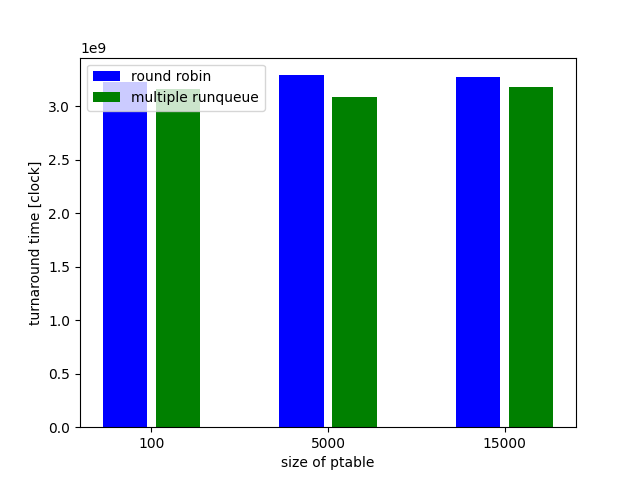 1e9
round robin
multiple runqueue
3.0
2.5
2.0
1.5
1.0
0.5
0.0
turnaround time [clock]
100
5000
15000
size of ptable